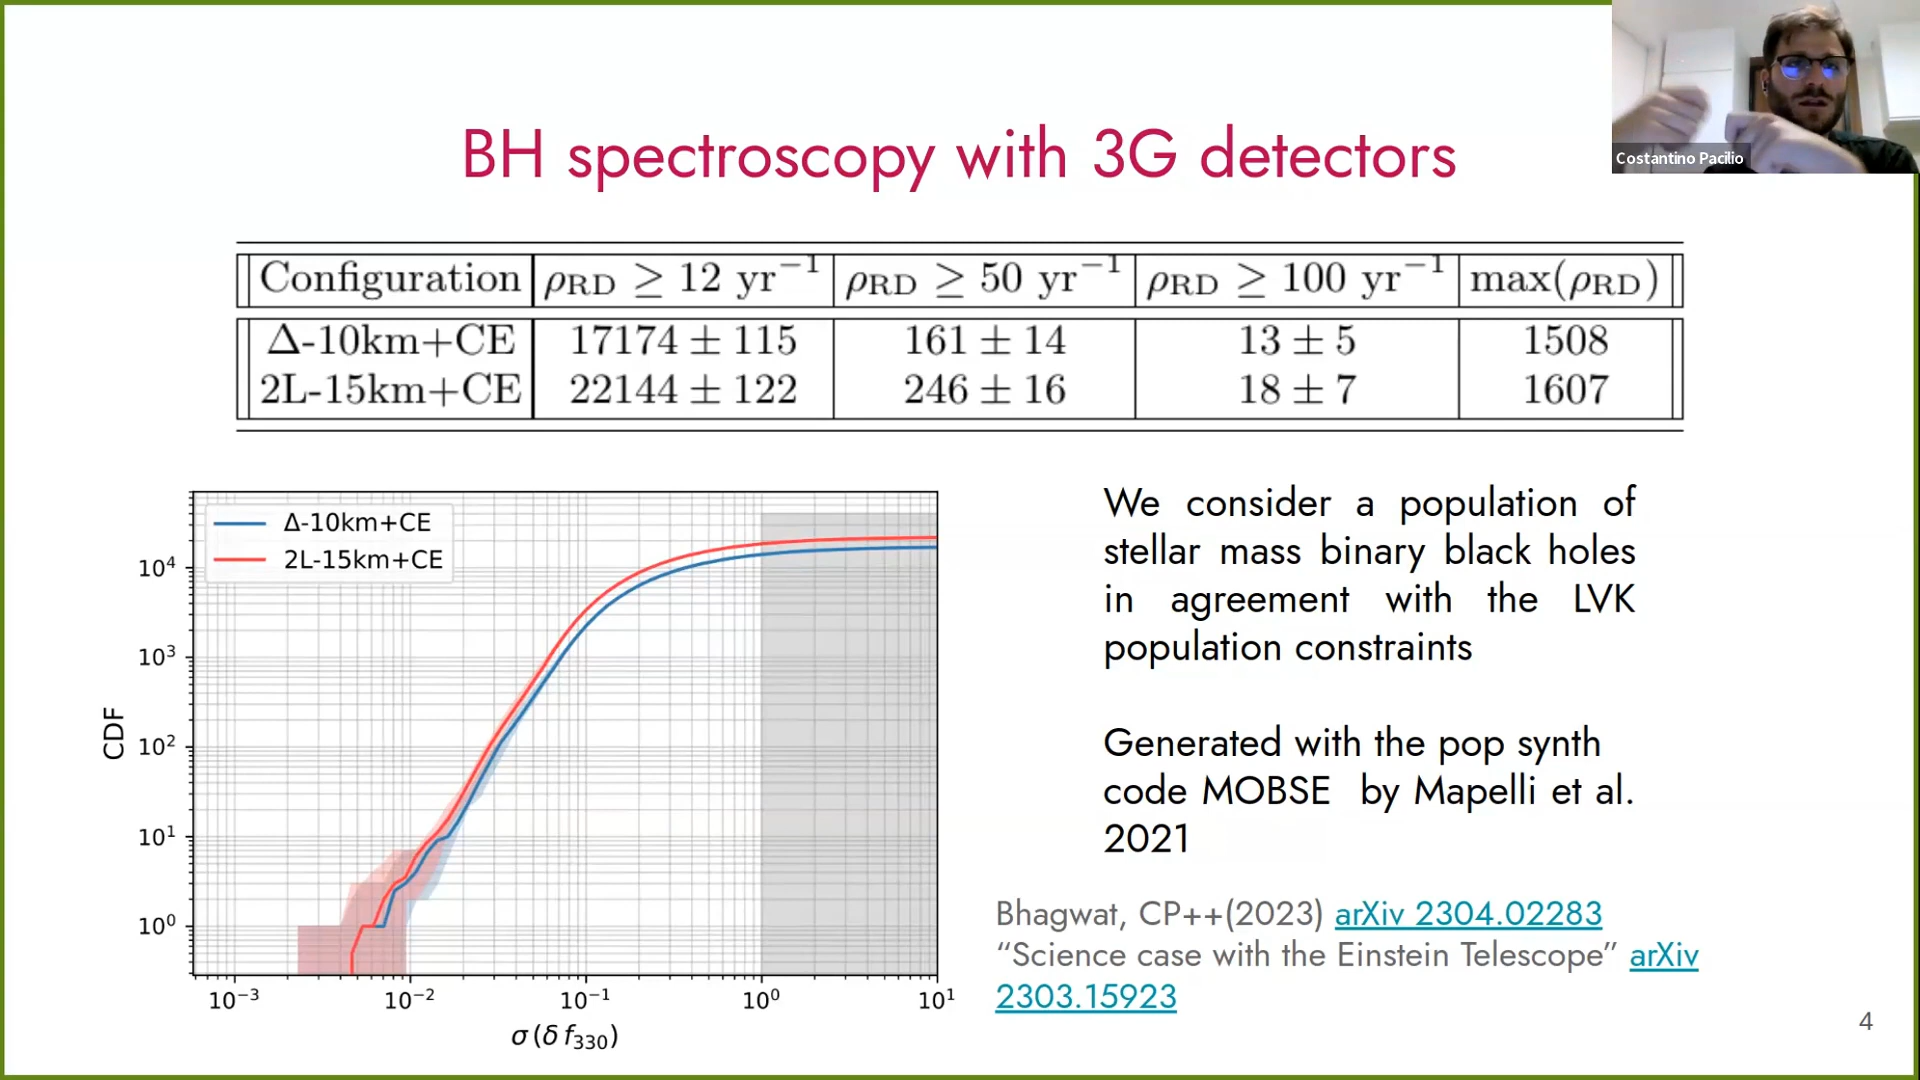 Costantino Pacilio
BH spectroscopy with 3G detectors
Configuration ρRD ≥ 12 yr⁻¹ ρRD ≥ 50 yr⁻¹ ρRD ≥ 100 yr⁻¹ max(ρRD)
Δ-10km+CE 17174 ± 115 161 ± 14 13 ± 5 1508
2L-15km+CE 22144 ± 122 246 ± 16 18 ± 7 1607
Δ-10km+CE
2L-15km+CE
10⁴
10³
10²
10¹
10⁰
CDF
10⁻³ 10⁻² 10⁻¹ 10⁰ 10¹
σ(δf₃₃₀)
We consider a population of
stellar mass binary black holes
in agreement with the LVK
population constraints
Generated with the pop synth
code MOBSE by Mapelli et al.
2021
Bhagwat, CP++(2023) arXiv 2304.02283
“Science case with the Einstein Telescope” arXiv
2303.15923
4